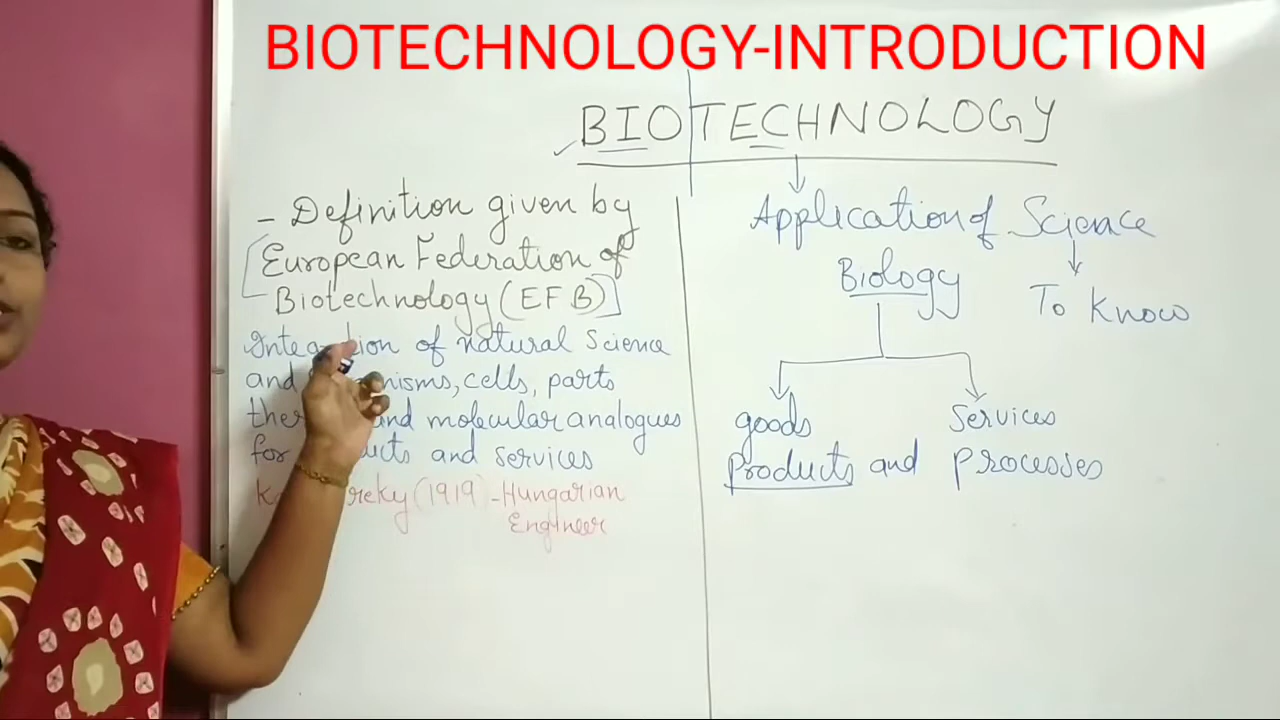 BIOTECHNOLOGY-INTRODUCTION
BIOTECHNOLOGY
- Definition given by
European Federation of
Biotechnology (EFB)
of natural Science
and cells, parts
and molecular analogues
for and services
(1919) - Hungarian
Engineer
Application of Science
Biology
To Know
goods
Services
Products and processes